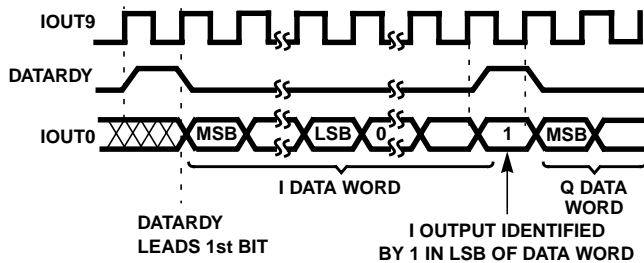 IOUT9
DATARDY
IOUT0
MSB
LSB
0
1
MSB
I DATA WORD
Q DATA
WORD
DATARDY
LEADS 1st BIT
I OUTPUT IDENTIFIED
BY 1 IN LSB OF DATA WORD